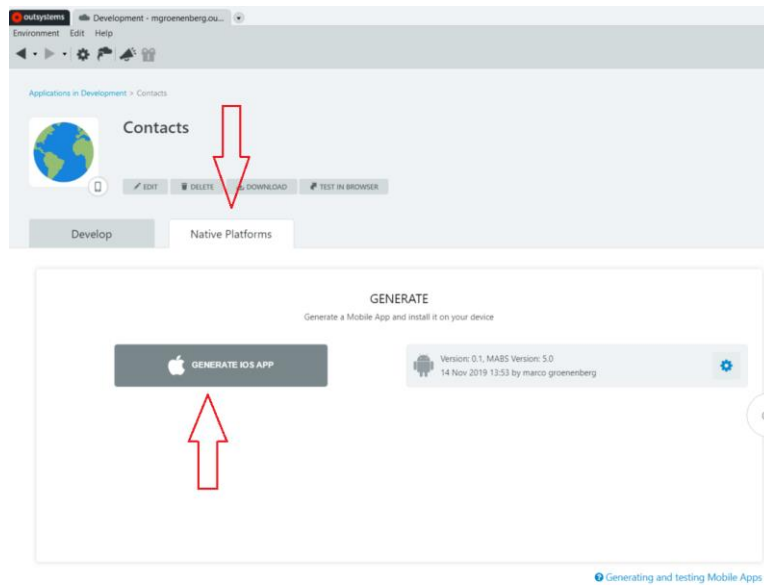 outsystems Development - mgroenenberg.ou...
Environment Edit Help
Applications in Development > Contacts
Contacts
EDIT DELETE DOWNLOAD TEST IN BROWSER
Develop Native Platforms
GENERATE
Generate a Mobile App and install it on your device
GENERATE IOS APP
Version: 0.1, MABS Version: 5.0
14 Nov 2019 13:53 by marco groenenberg
Generating and testing Mobile Apps